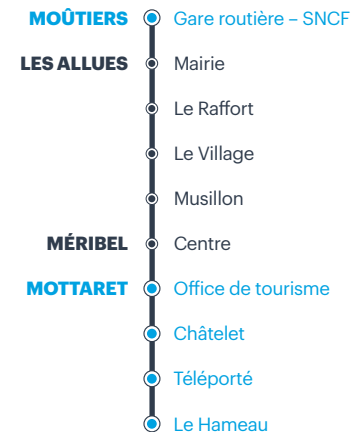 MOÛTIERS Gare routière – SNCF
LES ALLUES Mairie
Le Raffort
Le Village
Musillon
MÉRIBEL Centre
MOTTARET Office de tourisme
Châtelet
Téléporté
Le Hameau